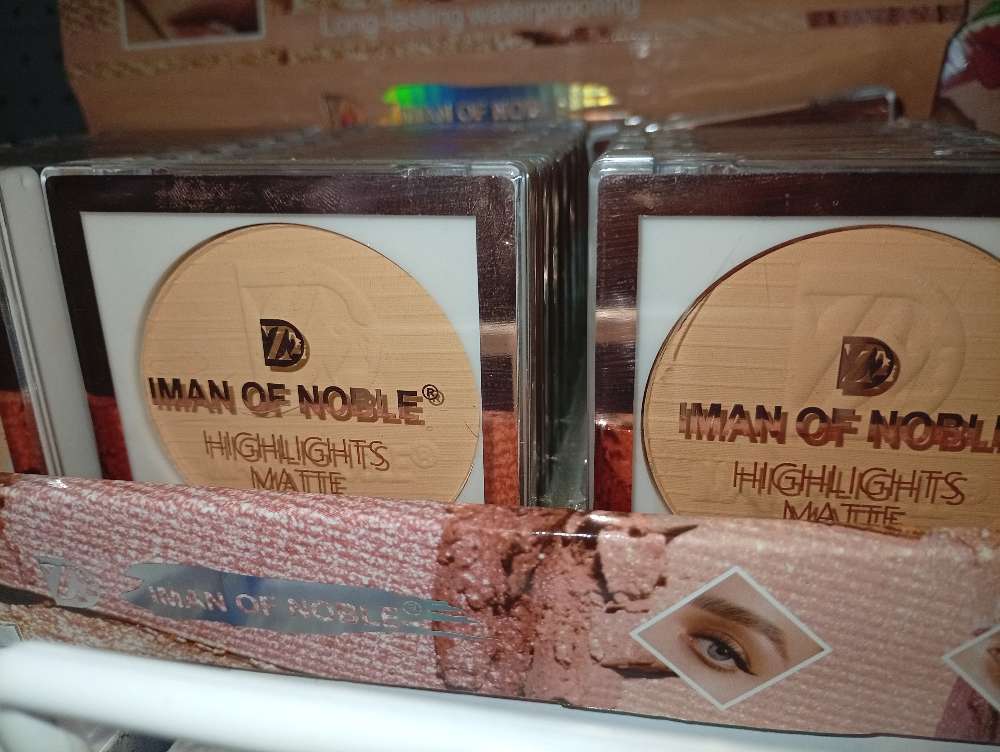 Long-lasting waterproofing
IMAN OF NOBLE
IMAN OF NOBLE®
HIGHLIGHTS
MATTE
IMAN OF NOBL
HIGHLIGHTS
MATTE
IMAN OF NOBLE®